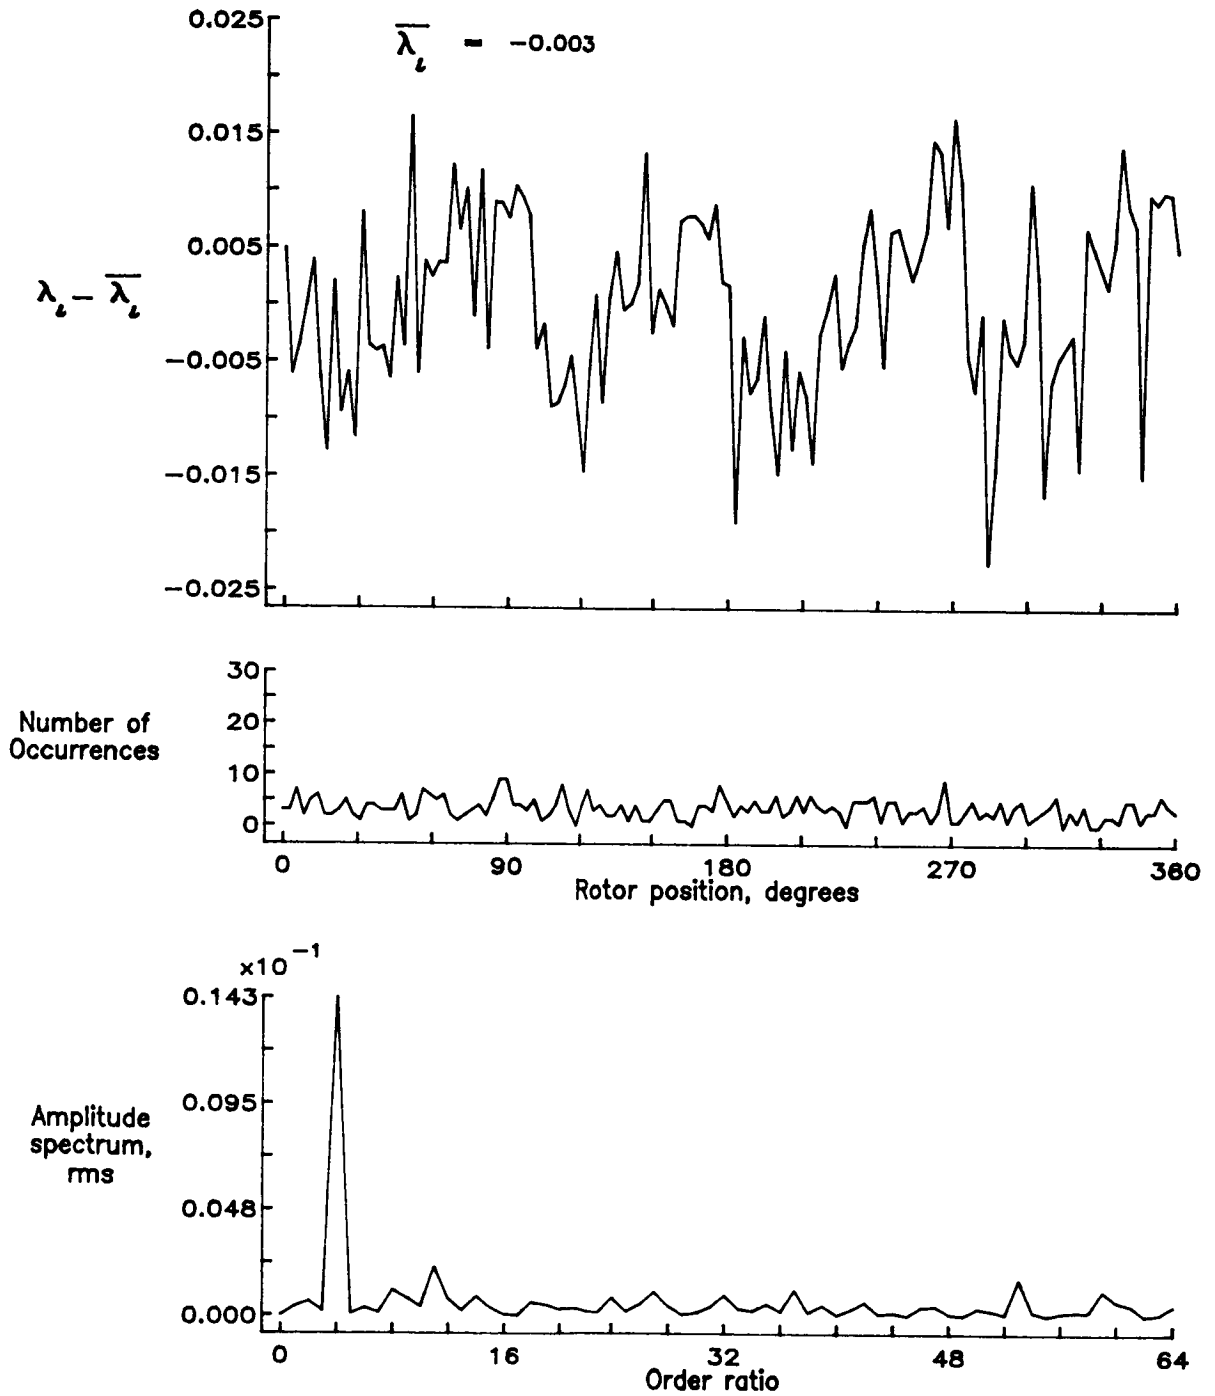 0.025
λ̅ι = -0.003
0.015
0.005
λι - λ̅ι
-0.005
-0.015
-0.025
30
Number of
Occurrences
20
10
0
0 90 180 270 360
Rotor position, degrees
x10⁻¹
0.143
0.095
Amplitude
spectrum,
rms
0.048
0.000
0 16 32 48 64
Order ratio